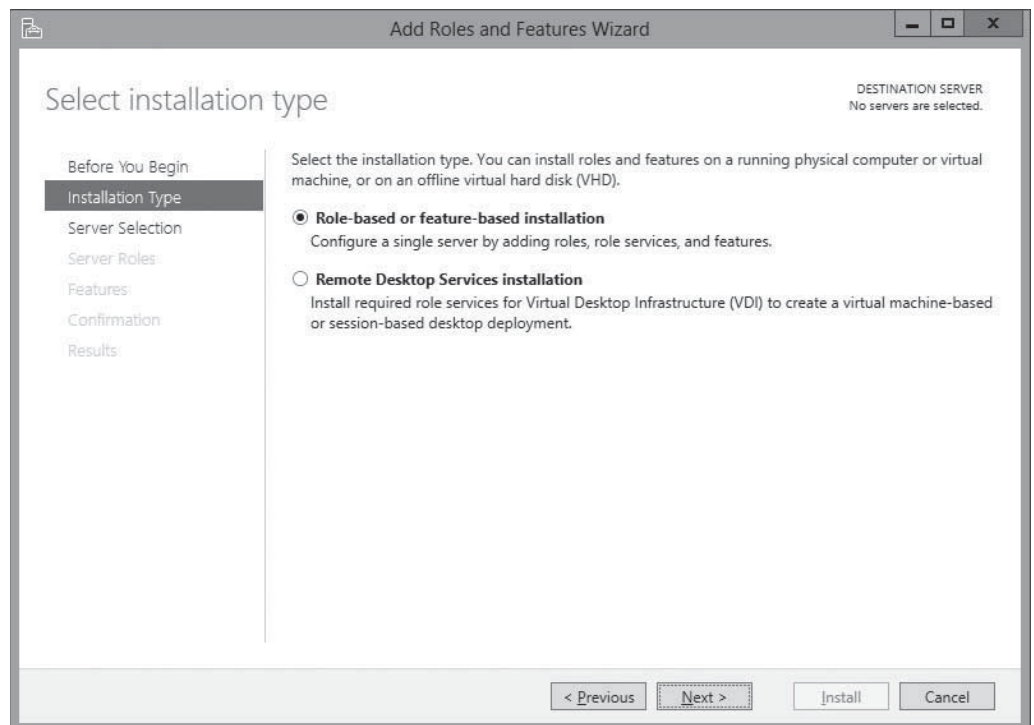 Add Roles and Features Wizard
Select installation type
DESTINATION SERVER
No servers are selected.
Before You Begin
Installation Type
Server Selection
Server Roles
Features
Confirmation
Results
Select the installation type. You can install roles and features on a running physical computer or virtual
machine, or on an offline virtual hard disk (VHD).
Role-based or feature-based installation
Configure a single server by adding roles, role services, and features.
Remote Desktop Services installation
Install required role services for Virtual Desktop Infrastructure (VDI) to create a virtual machine-based
or session-based desktop deployment.
< Previous Next > Install Cancel